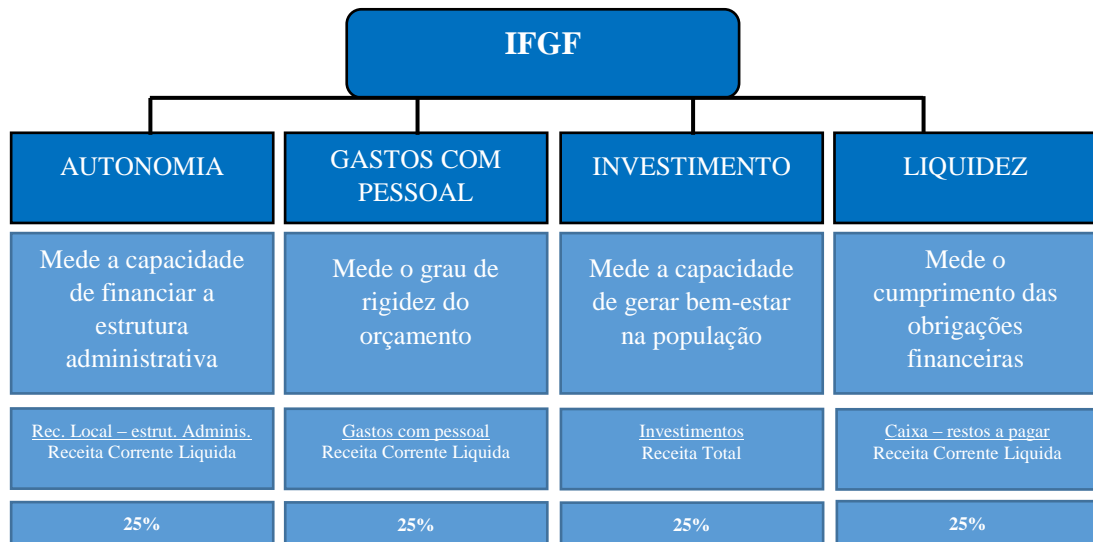 IFGF
AUTONOMIA
Mede a capacidade
de financiar a
estrutura
administrativa
Rec. Local – estrut. Adminis.
Receita Corrente Liquida
25%
GASTOS COM
PESSOAL
Mede o grau de
rigidez do
orçamento
Gastos com pessoal
Receita Corrente Liquida
25%
INVESTIMENTO
Mede a capacidade
de gerar bem-estar
na população
Investimentos
Receita Total
25%
LIQUIDEZ
Mede o
cumprimento das
obrigações
financeiras
Caixa – restos a pagar
Receita Corrente Liquida
25%